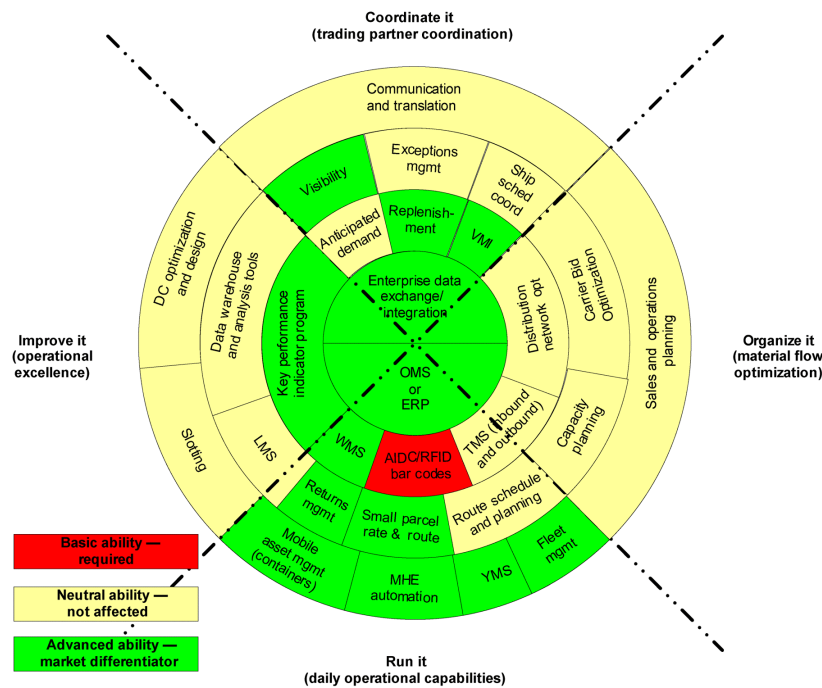 Coordinate it
(trading partner coordination)
Communication
and translation
Exceptions
mgmt
Visibility
Ship
sched
coord
Replenish-
ment
Anticipated
demand
VMI
DC optimization
and design
Data warehouse
and analysis tools
Key performance
indicator program
Enterprise data
exchange/
integration
Distribution
network opt
Carrier Bid
Optimization
Sales and operations
planning
Improve it
(operational
excellence)
Organize it
(material flow
optimization)
OMS
or
ERP
Slotting
LMS
WMS
AIDC/RFID
bar codes
TMS (inbound
and outbound)
Capacity
planning
Returns
mgmt
Small parcel
rate & route
Route schedule
and planning
Mobile
asset mgmt
(containers)
MHE
automation
YMS
Fleet
mgmt
Basic ability —
required
Neutral ability —
not affected
Advanced ability —
market differentiator
Run it
(daily operational capabilities)